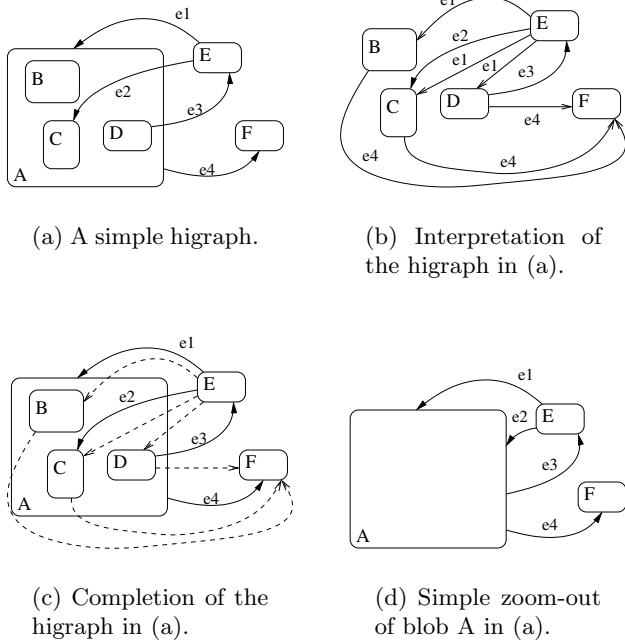 e1
E
B
e2
e3
C
D
F
A
e4
e1
E
e2
B
e1
e1
e3
C
D
F
e4
e4
e4
(a) A simple higraph.
(b) Interpretation of
the higraph in (a).
e1
E
e2
B
e3
C
D
F
A
e4
e1
e2
E
e3
F
e4
A
(c) Completion of the
higraph in (a).
(d) Simple zoom-out
of blob A in (a).